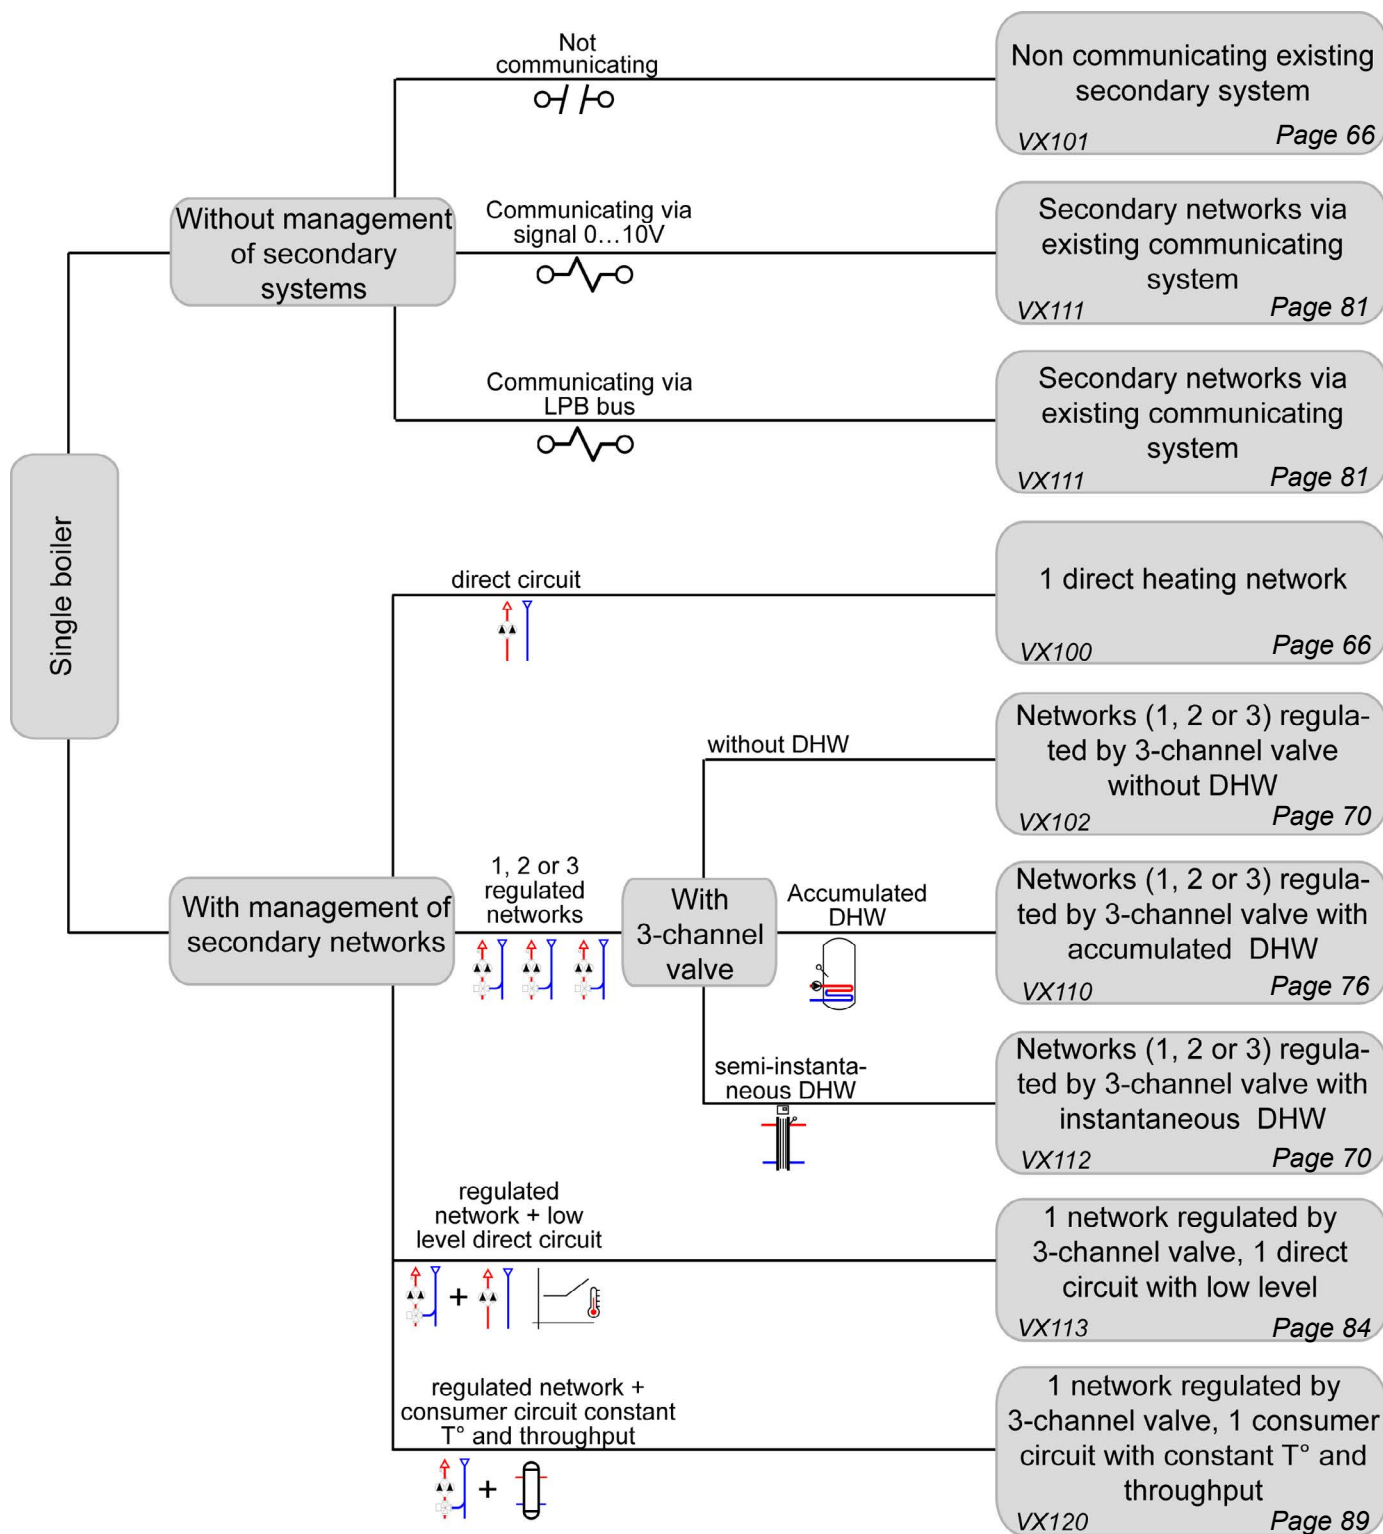 Not
communicating
Non communicating existing
secondary system
VX101 Page 66
Without management
of secondary
systems
Communicating via
signal 0...10V
Secondary networks via
existing communicating
system
VX111 Page 81
Communicating via
LPB bus
Secondary networks via
existing communicating
system
VX111 Page 81
Single boiler
direct circuit
1 direct heating network
VX100 Page 66
without DHW
Networks (1, 2 or 3) regula-
ted by 3-channel valve
without DHW
VX102 Page 70
With management of
secondary networks
1, 2 or 3
regulated
networks
With
3-channel
valve
Accumulated
DHW
Networks (1, 2 or 3) regula-
ted by 3-channel valve with
accumulated DHW
VX110 Page 76
semi-instanta-
neous DHW
Networks (1, 2 or 3) regula-
ted by 3-channel valve with
instantaneous DHW
VX112 Page 70
regulated
network + low
level direct circuit
+
1 network regulated by
3-channel valve, 1 direct
circuit with low level
VX113 Page 84
regulated network +
consumer circuit constant
T° and throughput
+
1 network regulated by
3-channel valve, 1 consumer
circuit with constant T° and
throughput
VX120 Page 89